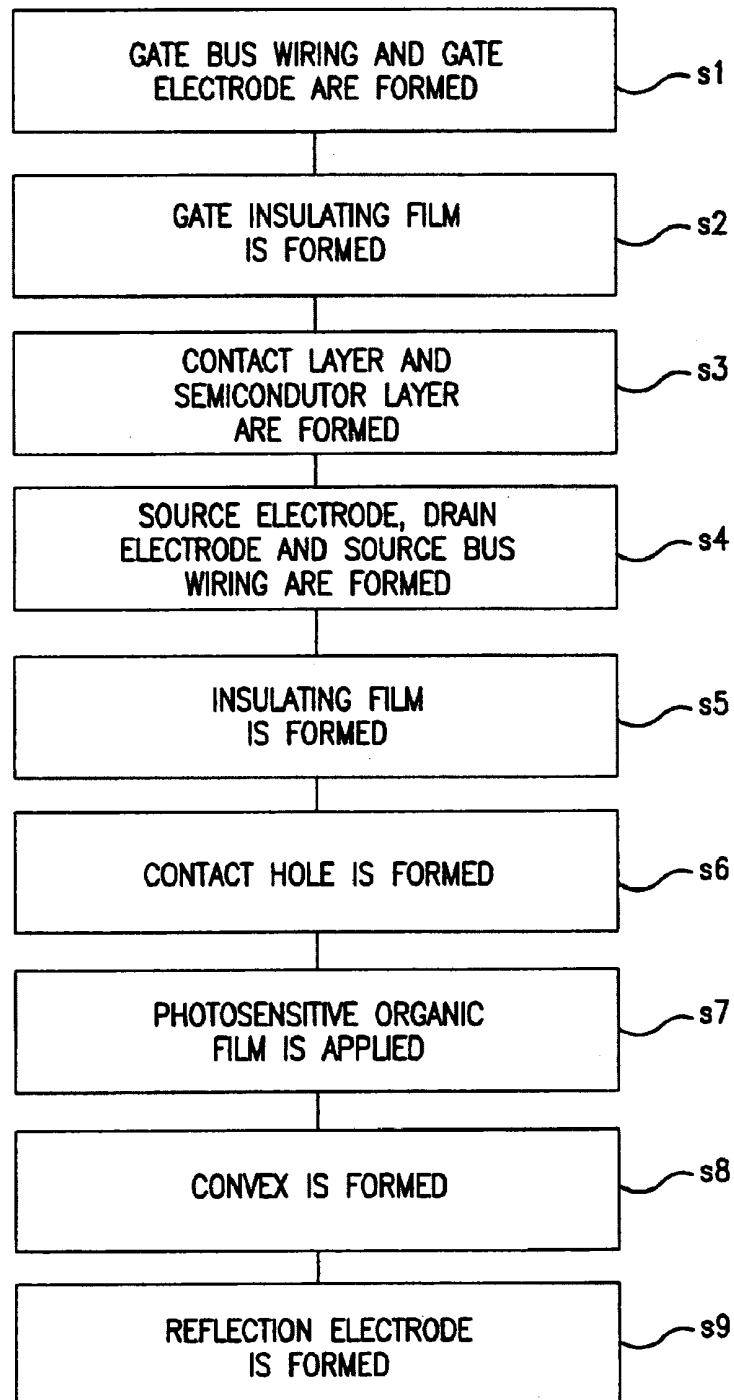 GATE BUS WIRING AND GATE
ELECTRODE ARE FORMED
s1
GATE INSULATING FILM
IS FORMED
s2
CONTACT LAYER AND
SEMICONDUTOR LAYER
ARE FORMED
s3
SOURCE ELECTRODE, DRAIN
ELECTRODE AND SOURCE BUS
WIRING ARE FORMED
s4
INSULATING FILM
IS FORMED
s5
CONTACT HOLE IS FORMED
s6
PHOTOSENSITIVE ORGANIC
FILM IS APPLIED
s7
CONVEX IS FORMED
s8
REFLECTION ELECTRODE
IS FORMED
s9